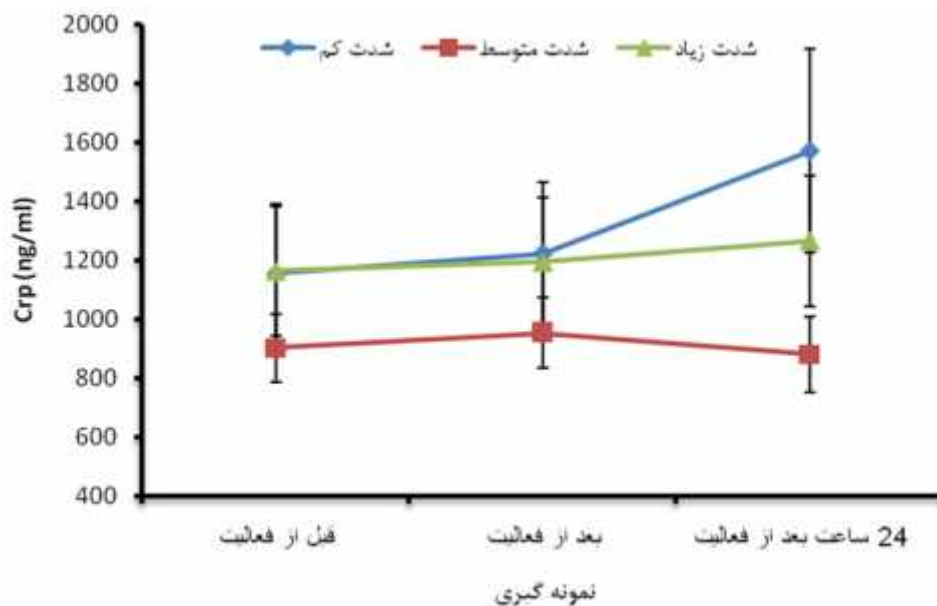 شدت کم
شدت متوسط
شدت زیاد
2000
1800
1600
1400
1200
1000
800
600
400
Crp (ng/ml)
قبل از فعالیت
بعد از فعالیت
24 ساعت بعد از فعالیت
نمونه گیری